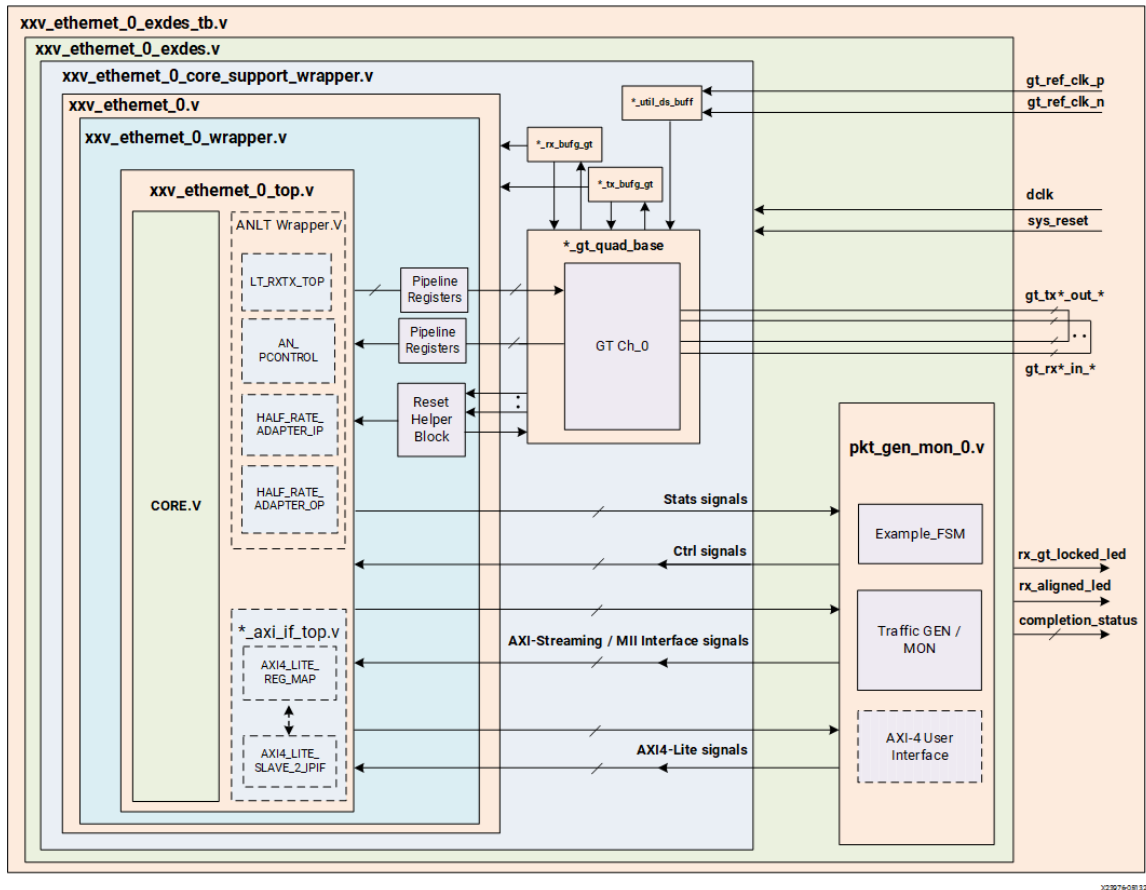 xxv_ethernet_0_exdes_tb.v
xxv_ethernet_0_exdes.v
xxv_ethernet_0_core_support_wrapper.v
xxv_ethernet_0.v
xxv_ethernet_0_wrapper.v
xxv_ethernet_0_top.v
CORE.V
ANLT Wrapper.V
LT_RXTX_TOP
AN_
PCONTROL
HALF_RATE_
ADAPTER_IP
HALF_RATE_
ADAPTER_OP
*_axi_if_top.v
AXI4_LITE_
REG_MAP
AXI4_LITE_
SLAVE_2_IPIF
Pipeline
Registers
Pipeline
Registers
Reset
Helper
Block
*_util_ds_buff
*_rx_bufg_gt
*_tx_bufg_gt
*_gt_quad_base
GT Ch_0
gt_ref_clk_p
gt_ref_clk_n
dclk
sys_reset
gt_tx*_out_*
gt_rx*_in_*
Stats signals
Ctrl signals
AXI-Streaming / MII Interface signals
AXI4-Lite signals
pkt_gen_mon_0.v
Example_FSM
Traffic GEN /
MON
AXI-4 User
Interface
rx_gt_locked_led
rx_aligned_led
completion_status